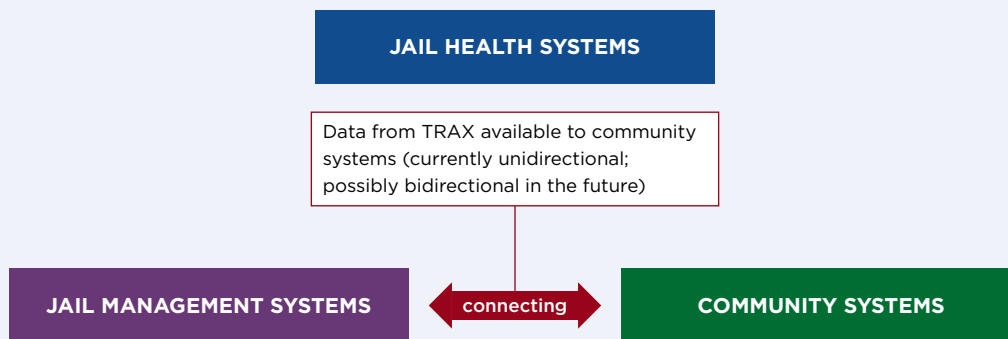 JAIL HEALTH SYSTEMS
Data from TRAX available to community
systems (currently unidirectional;
possibly bidirectional in the future)
JAIL MANAGEMENT SYSTEMS
connecting
COMMUNITY SYSTEMS